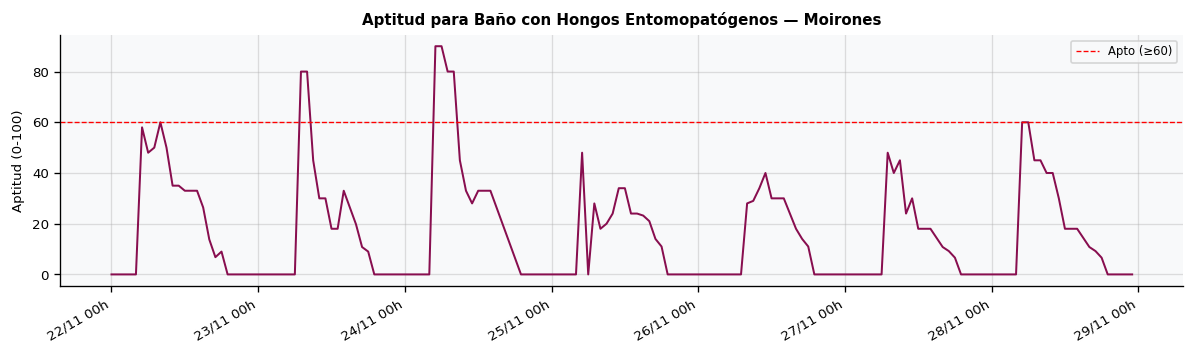 Aptitud para Baño con Hongos Entomopatógenos — Moirones
Apto (≥60)
Aptitud (0-100)
80
60
40
20
0
22/11 00h
23/11 00h
24/11 00h
25/11 00h
26/11 00h
27/11 00h
28/11 00h
29/11 00h